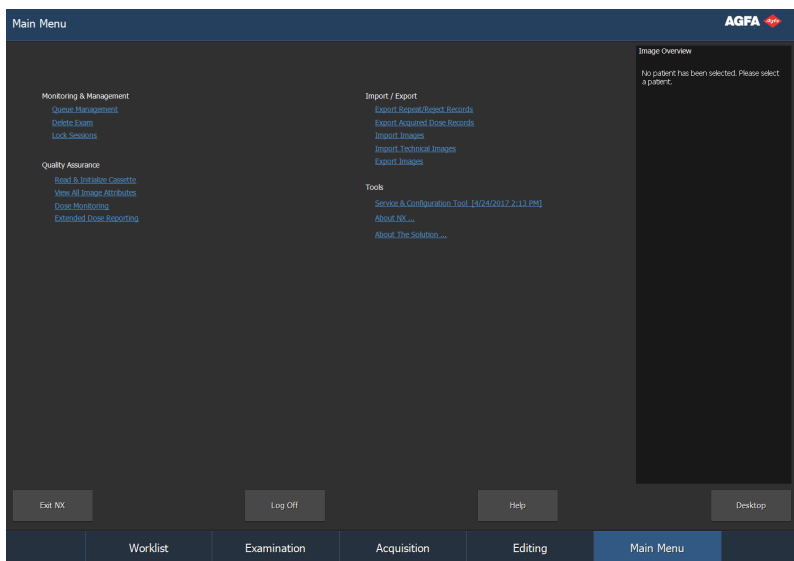 Main Menu
AGFA
Image Overview
No patient has been selected. Please select
a patient.
Monitoring & Management
Queue Management
Delete Exam
Lock Sessions
Quality Assurance
Read & Initialize Cassette
View All Image Attributes
Dose Monitoring
Extended Dose Reporting
Import / Export
Export Repeat/Reject Records
Export Acquired Dose Records
Import Images
Import Technical Images
Export Images
Tools
Service & Configuration Tool [4/24/2017 2:13 PM]
About NX ...
About The Solution ...
Exit NX
Log Off
Help
Desktop
Worklist
Examination
Acquisition
Editing
Main Menu